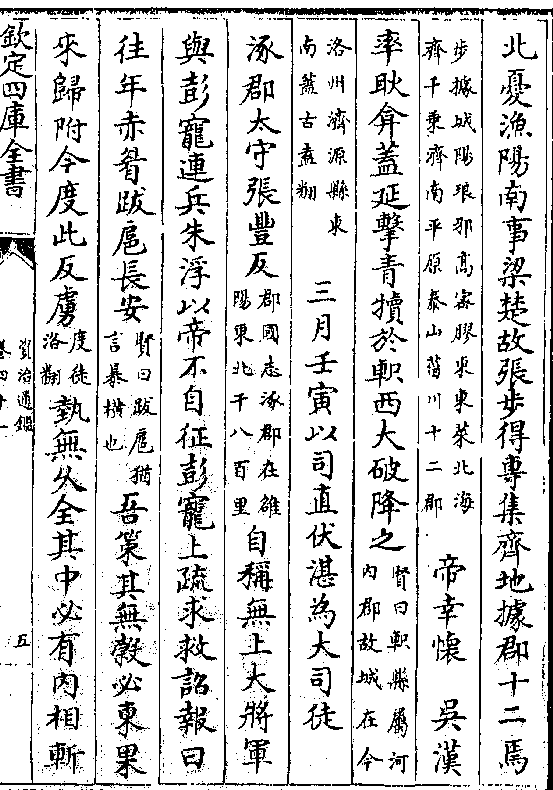 北憂漁陽南事梁楚故張步得專集齊地據郡十二焉
步據城陽琅邪高密膠東東萊北海
齊千乗濟南平原泰山菑川十二郡
帝幸懷　吳漢
率耿弇蓋延擊青犢於軹西大破降之
賢曰軹縣屬河
内郡故城在今
洛州濟源縣東
南蓋古盍翻
三月壬寅以司直伏湛為大司徒
涿郡太守張豐反
郡國志涿郡在雒
陽東北千八百里
自稱無上大將軍
與彭寵連兵朱浮以帝不自征彭寵上疏求救詔報曰
往年赤眉跋扈長安
賢曰跋扈猶
言暴橫也
吾策其無榖必東果
來歸附今度此反虜
度徒
洛翻
埶無久全其中必有内相斬
欽定四庫全書
資治通鑑
卷四十一
五